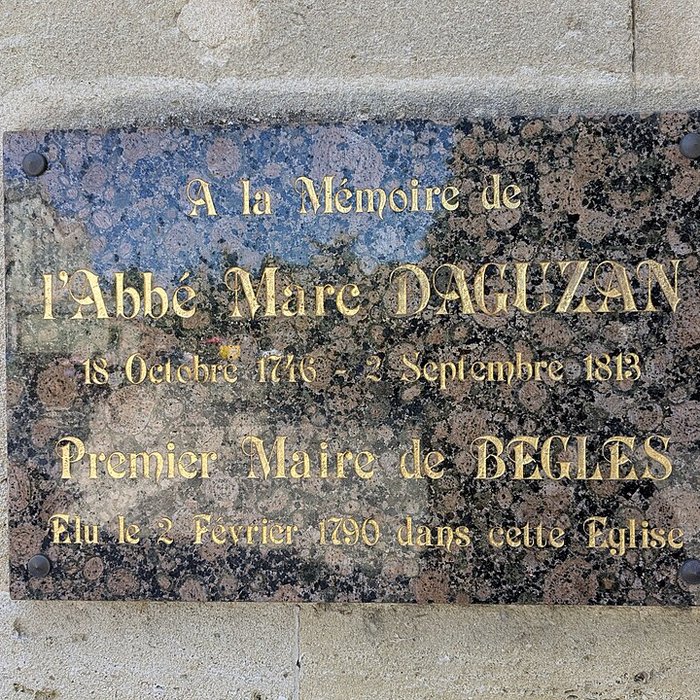 A la Mémoire de
l'Abbé Marc DAGUZAN
18 Octobre 1746 - 2 Septembre 1813
Premier Maire de BEGLES
Elu le 2 Février 1790 dans cette Eglise